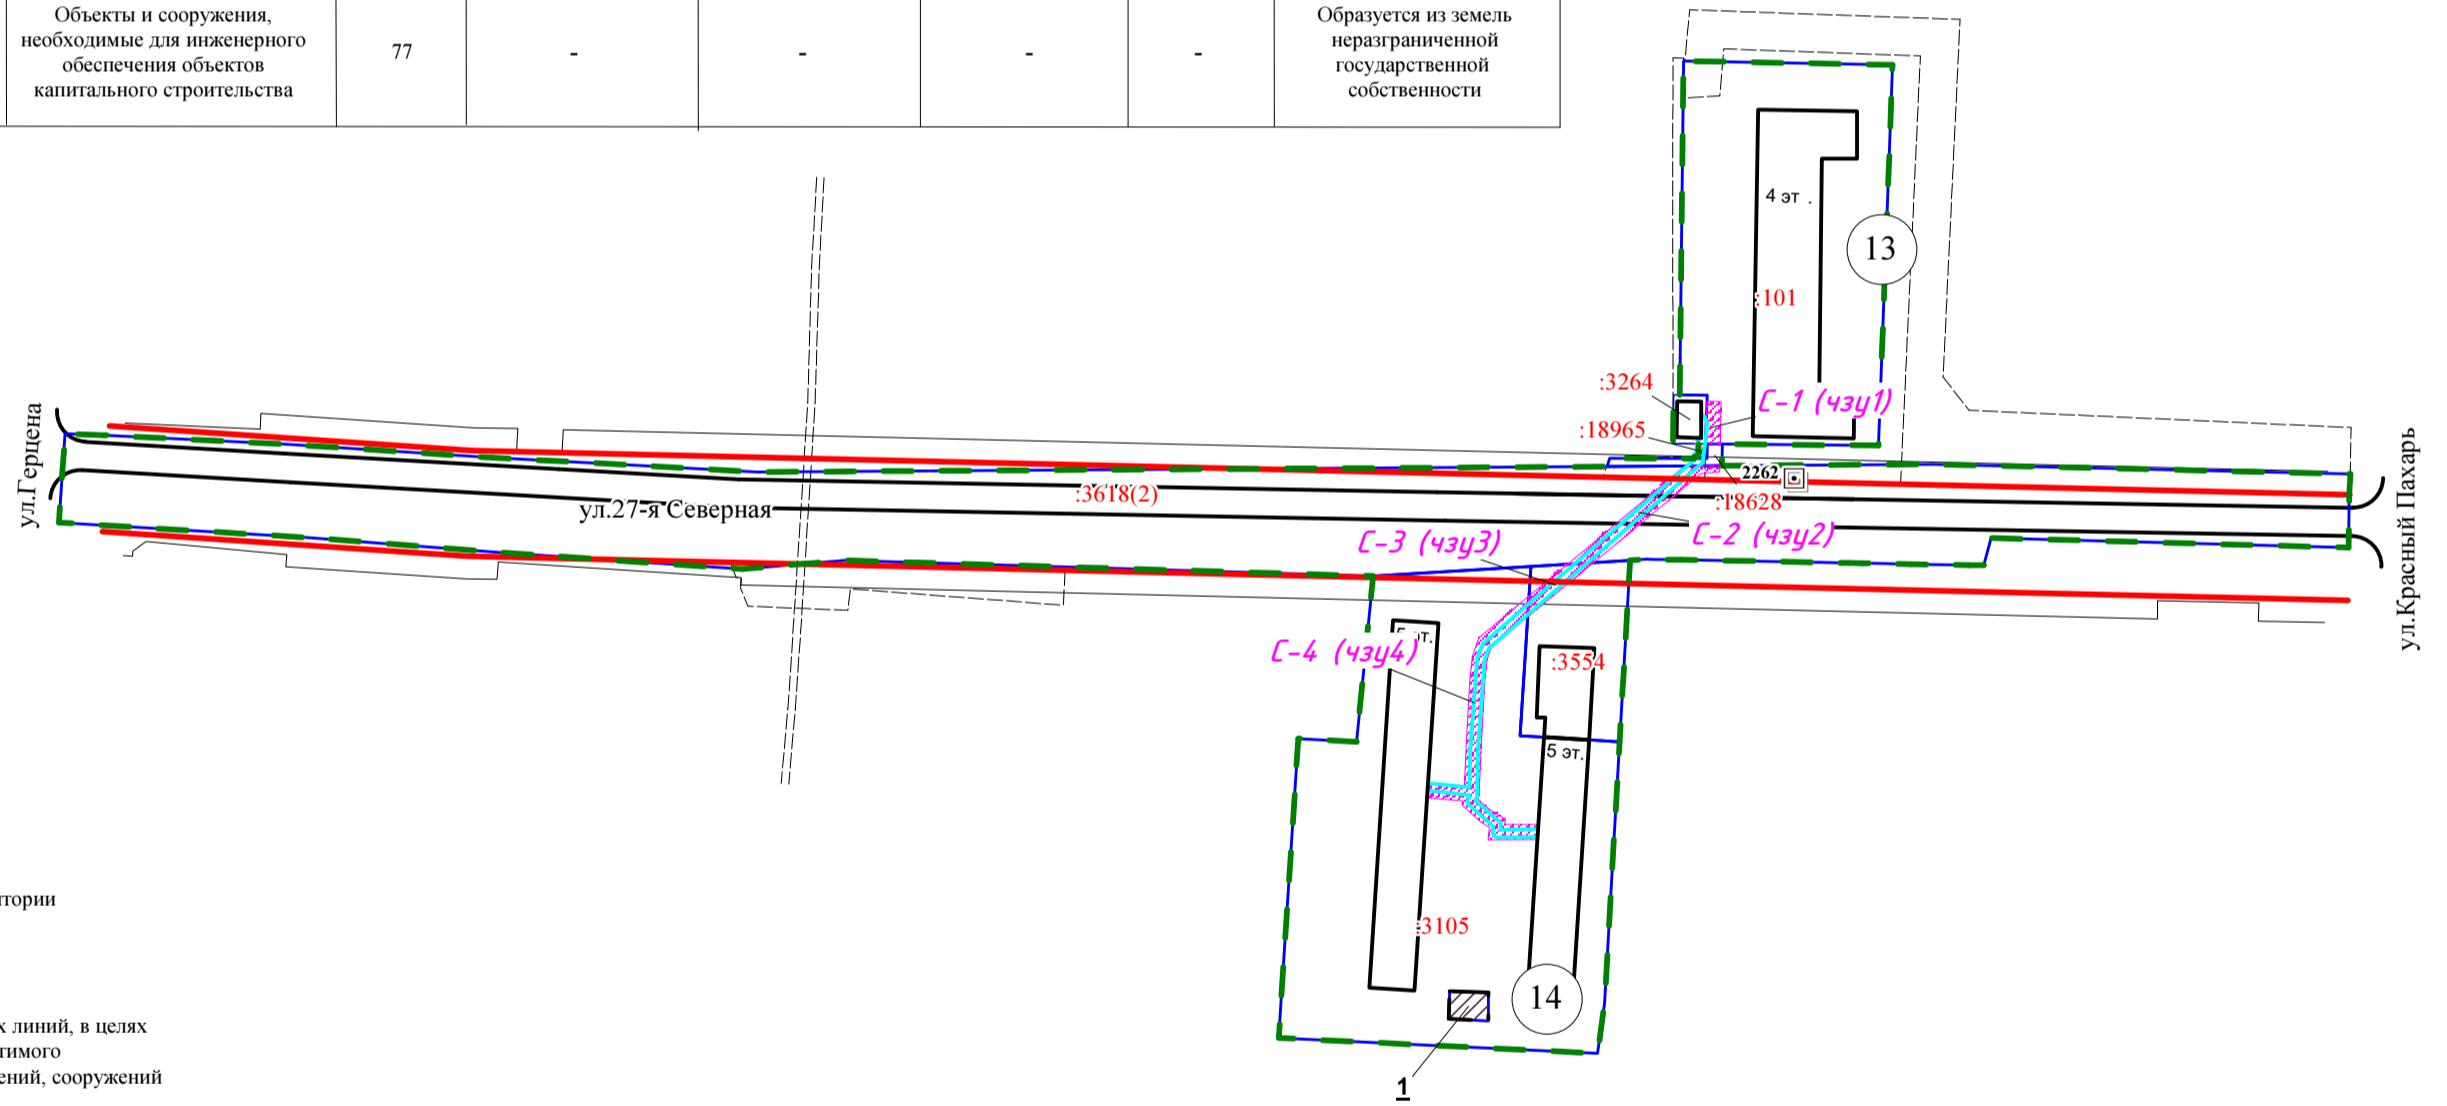 Объекты и сооружения,
необходимые для инженерного
обеспечения объектов
капитального строительства
77
-
-
-
-
Образуется из земель
неразграниченной
государственной
собственности
4 эт .
13
:101
:3264
С-1 (чзу1)
:18965
ул.Герцена
ул.Красный Пахарь
2262
:3618(2)
:18628
ул.27-я Северная
С-2 (чзу2)
С-3 (чзу3)
5 эт.
С-4 (чзу4)
:3554
5 эт.
:3105
14
1
тории
х линий, в целях
тимого
ений, сооружений